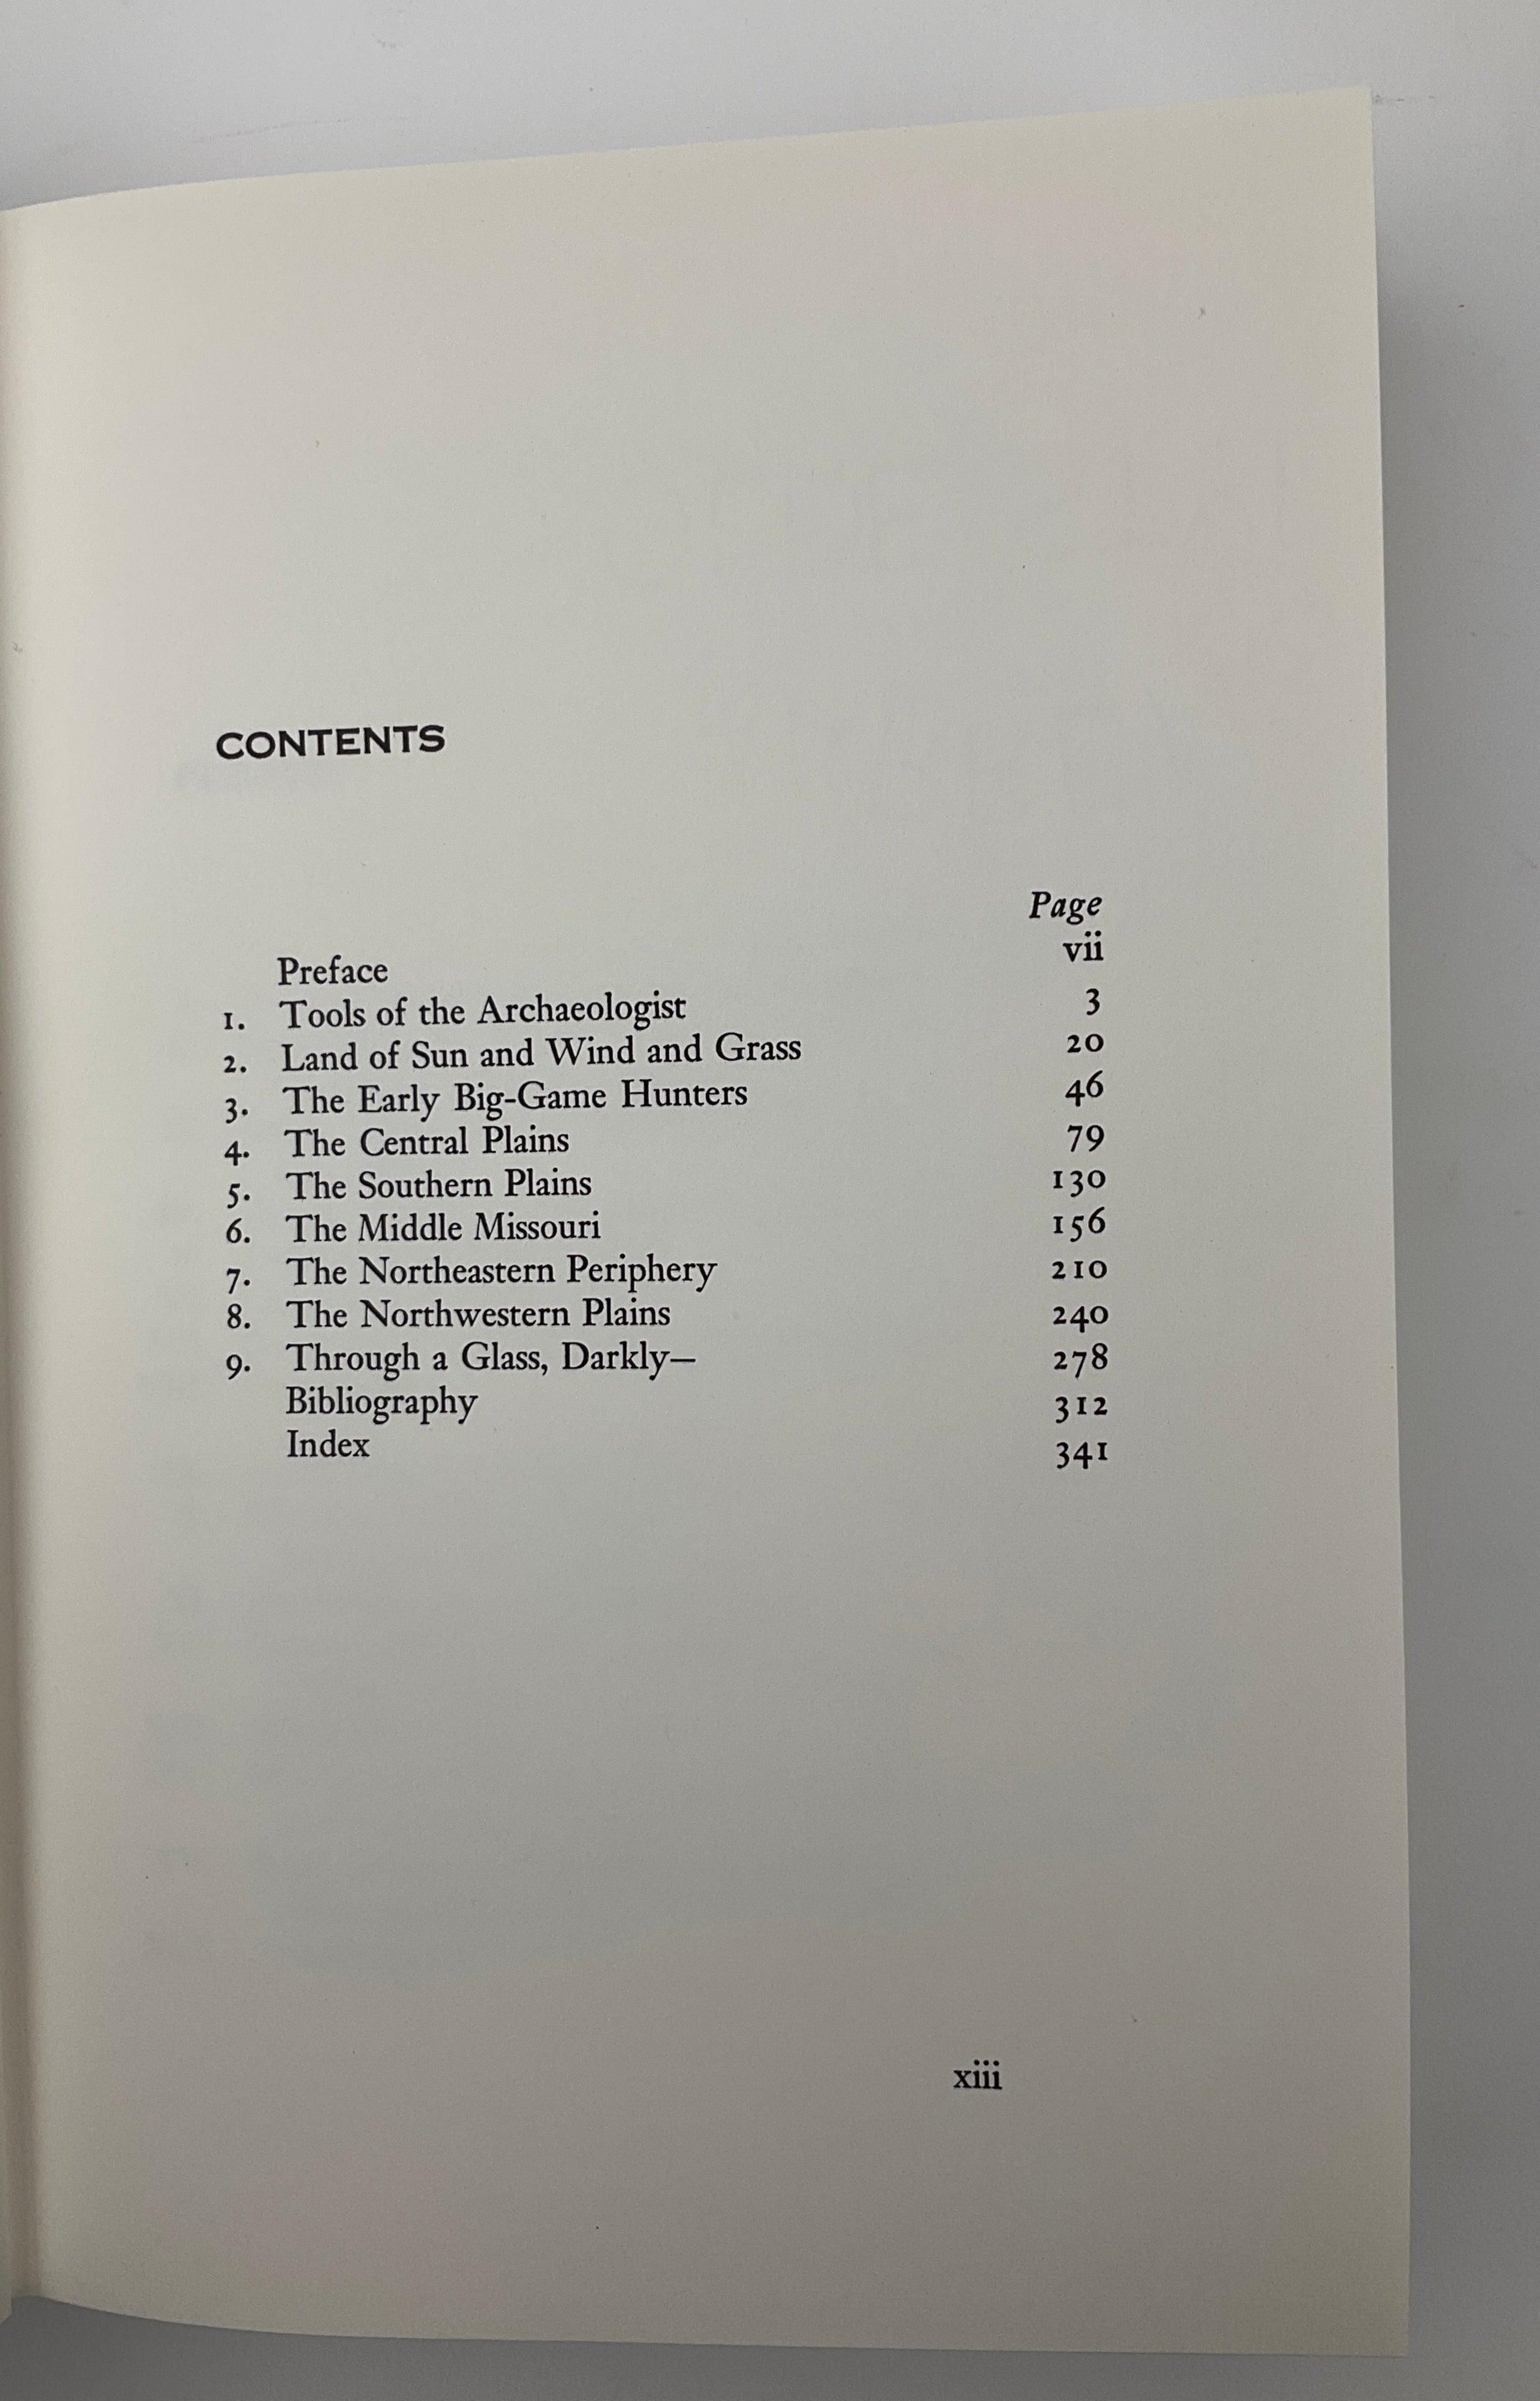 CONTENTS
Page
Preface vii
1. Tools of the Archaeologist 3
2. Land of Sun and Wind and Grass 20
3. The Early Big-Game Hunters 46
4. The Central Plains 79
5. The Southern Plains 130
6. The Middle Missouri 156
7. The Northeastern Periphery 210
8. The Northwestern Plains 240
9. Through a Glass, Darkly— 278
Bibliography 312
Index 341
xiii